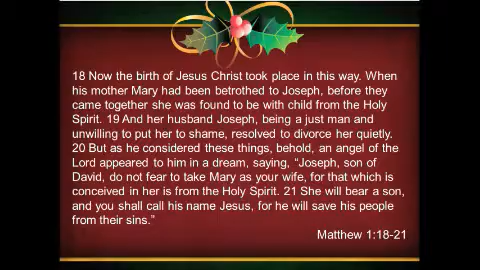 18 Now the birth of Jesus Christ took place in this way. When
his mother Mary had been betrothed to Joseph, before they
came together she was found to be with child from the Holy
Spirit. 19 And her husband Joseph, being a just man and
unwilling to put her to shame, resolved to divorce her quietly.
20 But as he considered these things, behold, an angel of the
Lord appeared to him in a dream, saying, “Joseph, son of
David, do not fear to take Mary as your wife, for that which is
conceived in her is from the Holy Spirit. 21 She will bear a son,
and you shall call his name Jesus, for he will save his people
from their sins.”
Matthew 1:18-21